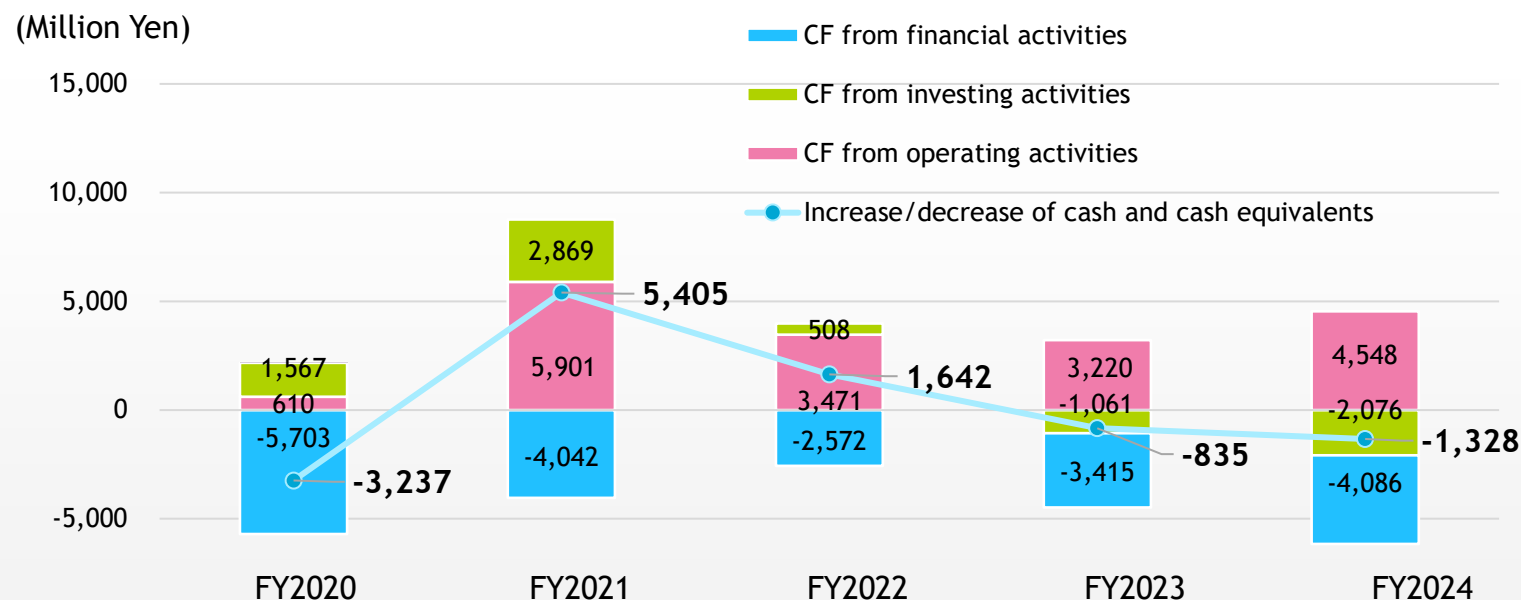 (Million Yen)
CF from financial activities
CF from investing activities
CF from operating activities
Increase/decrease of cash and cash equivalents
15,000
10,000
5,000
0
-5,000
1,567
610
-5,703
-3,237
2,869
5,901
5,405
-4,042
508
3,471
1,642
-2,572
3,220
-1,061
-835
-3,415
4,548
-2,076
-1,328
-4,086
FY2020
FY2021
FY2022
FY2023
FY2024